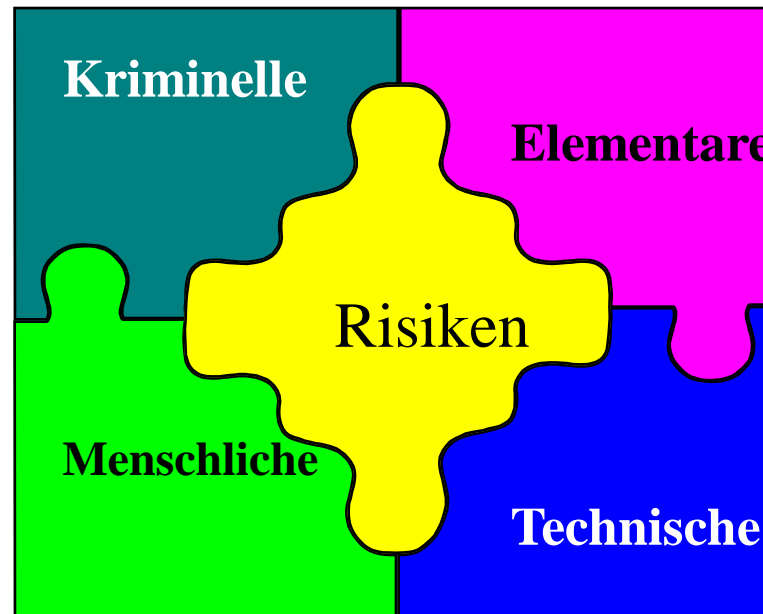 Kriminelle
Elementare
Risiken
Menschliche
Technische